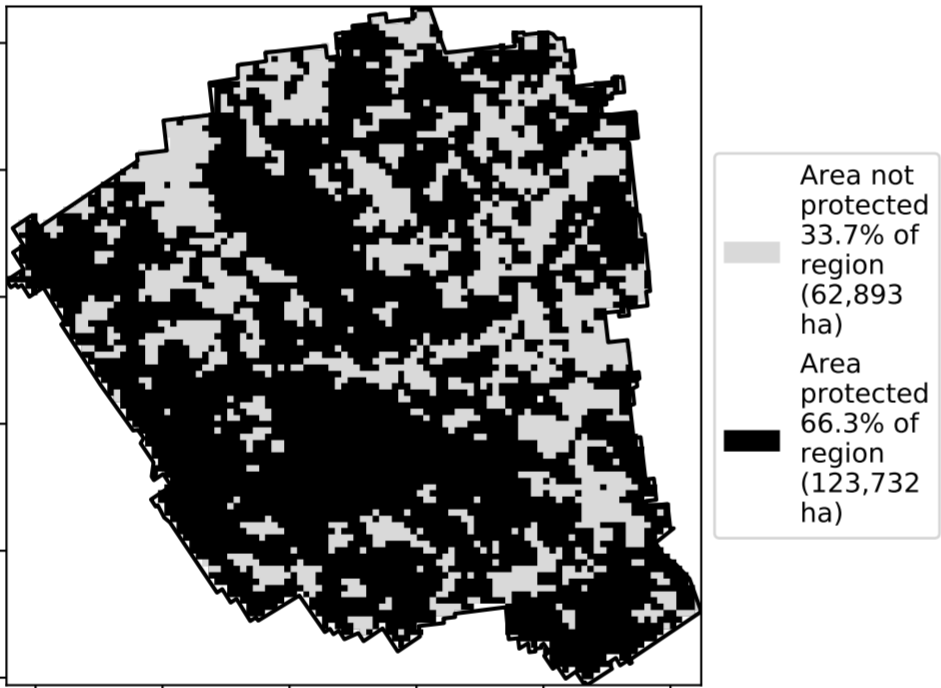 Area not
protected
33.7% of
region
(62,893
ha)
Area
protected
66.3% of
region
(123,732
ha)